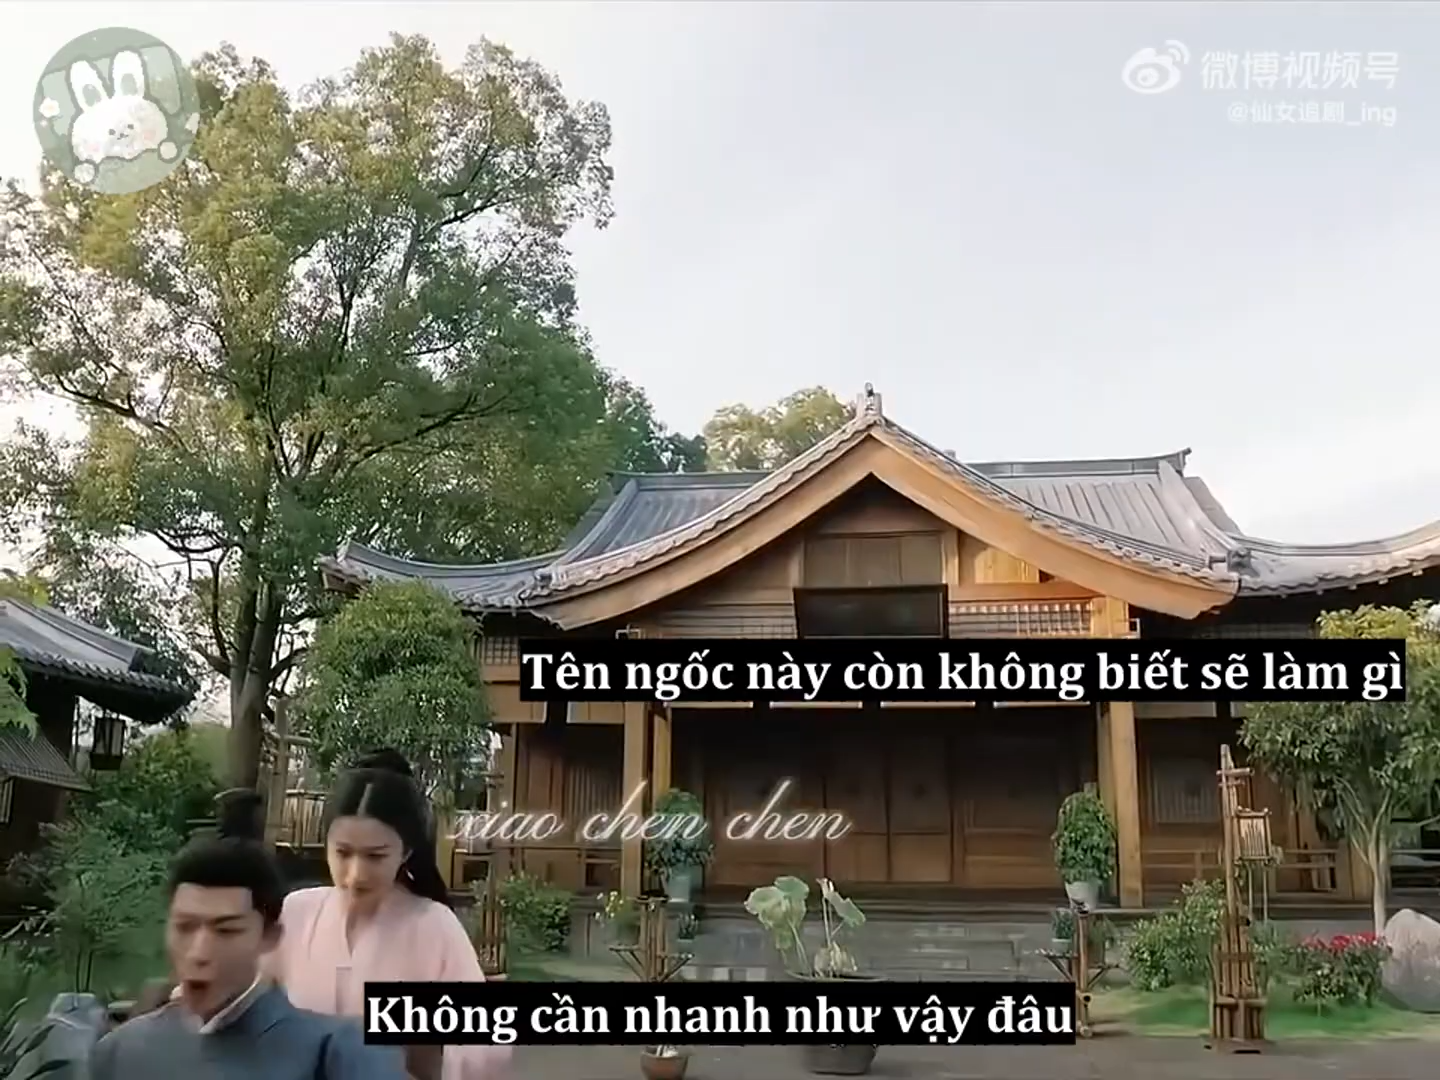 微博视频号
@仙女追剧_ing
Tên ngốc này còn không biết sẽ làm gì
xiao chen chen
Không cần nhanh như vậy đâu